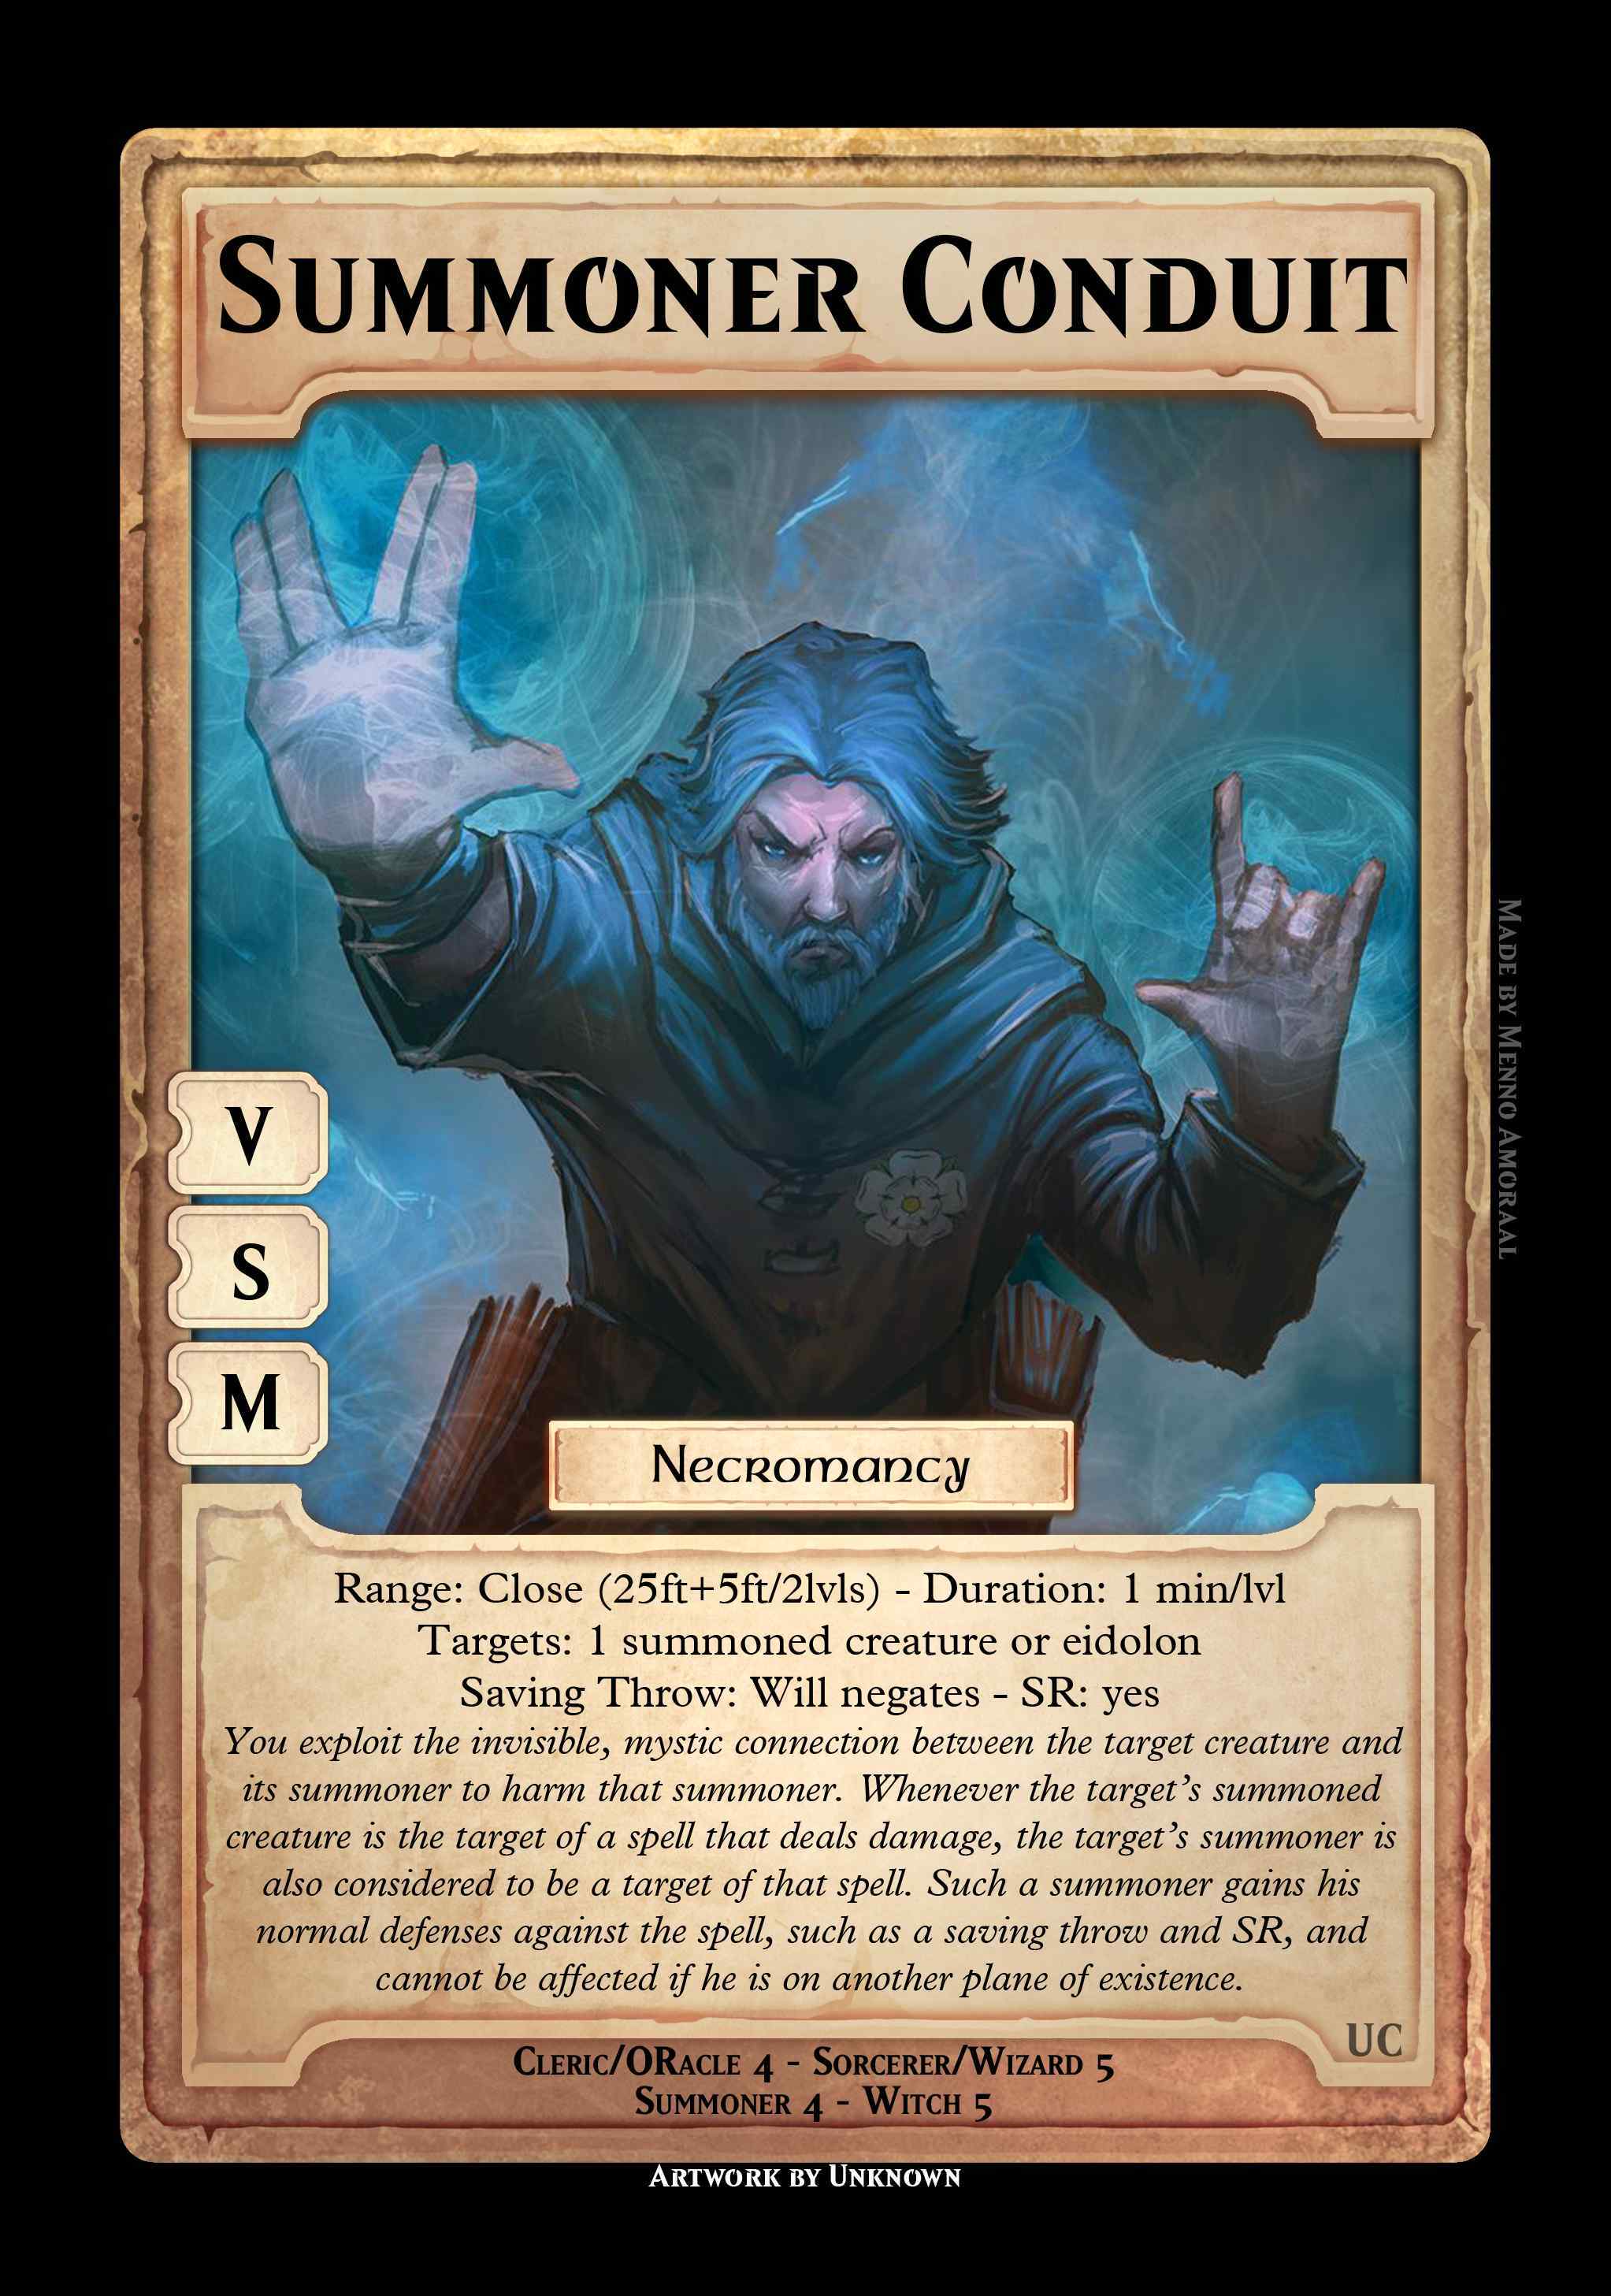 Summoner Conduit
V
S
M
Necromancy
Range: Close (25ft+5ft/2lvls) - Duration: 1 min/lvl
Targets: 1 summoned creature or eidolon
Saving Throw: Will negates - SR: yes
You exploit the invisible, mystic connection between the target creature and
its summoner to harm that summoner. Whenever the target's summoned
creature is the target of a spell that deals damage, the target's summoner is
also considered to be a target of that spell. Such a summoner gains his
normal defenses against the spell, such as a saving throw and SR, and
cannot be affected if he is on another plane of existence.
UC
Cleric/ORacle 4 - Sorcerer/Wizard 5
Summoner 4 - Witch 5
Artwork by Unknown
Made by Menno Amoraal